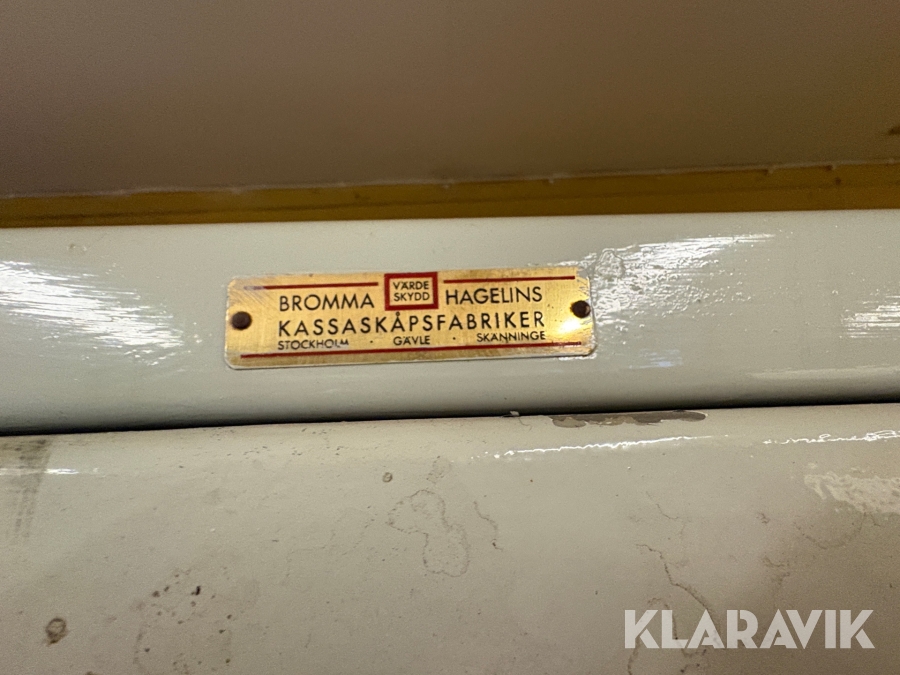 VÄRDE
SKYDD
BROMMA HAGELINS
KASSASKÅPSFABRIKER
STOCKHOLM · GÄVLE · SKÄNNINGE
KLARAVIK